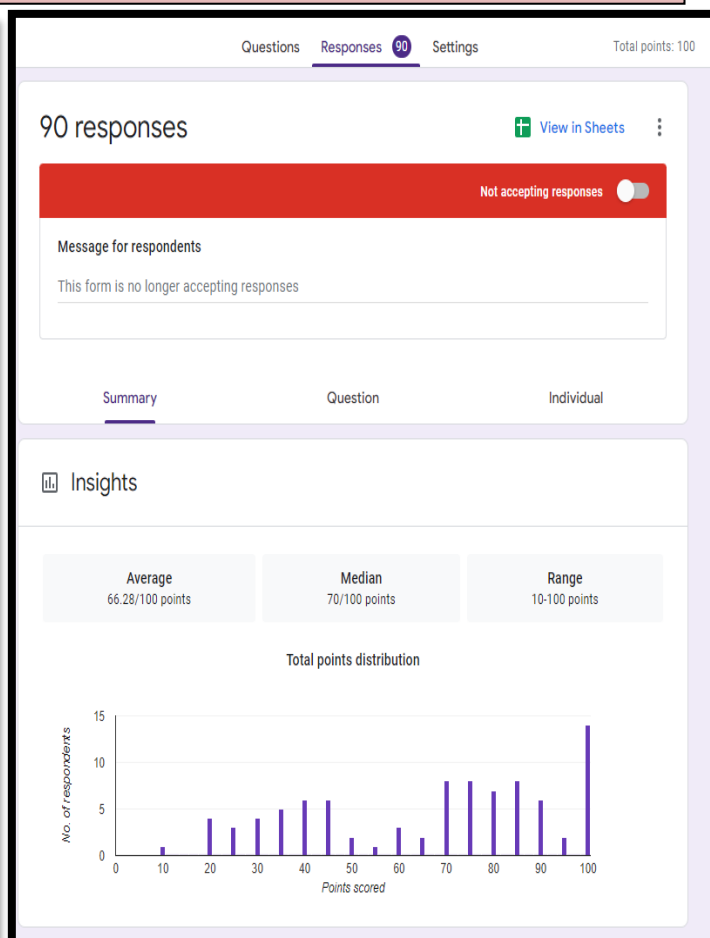 Questions Responses 90 Settings Total points: 100
90 responses View in Sheets
Not accepting responses
Message for respondents
This form is no longer accepting responses
Summary Question Individual
Insights
Average Median Range
66.28/100 points 70/100 points 10-100 points
Total points distribution
No. of respondents
15
10
5
0
0 10 20 30 40 50 60 70 80 90 100
Points scored